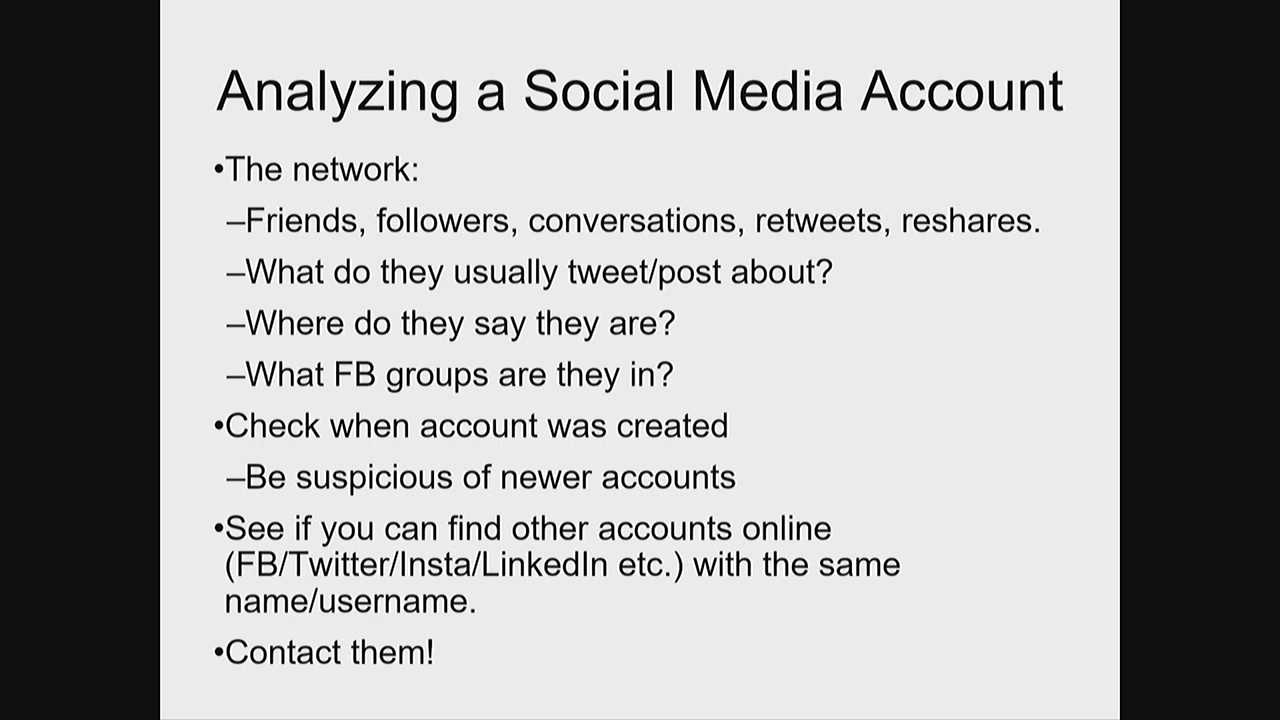 Analyzing a Social Media Account
•The network:
–Friends, followers, conversations, retweets, reshares.
–What do they usually tweet/post about?
–Where do they say they are?
–What FB groups are they in?
•Check when account was created
–Be suspicious of newer accounts
•See if you can find other accounts online
(FB/Twitter/Insta/LinkedIn etc.) with the same
name/username.
•Contact them!